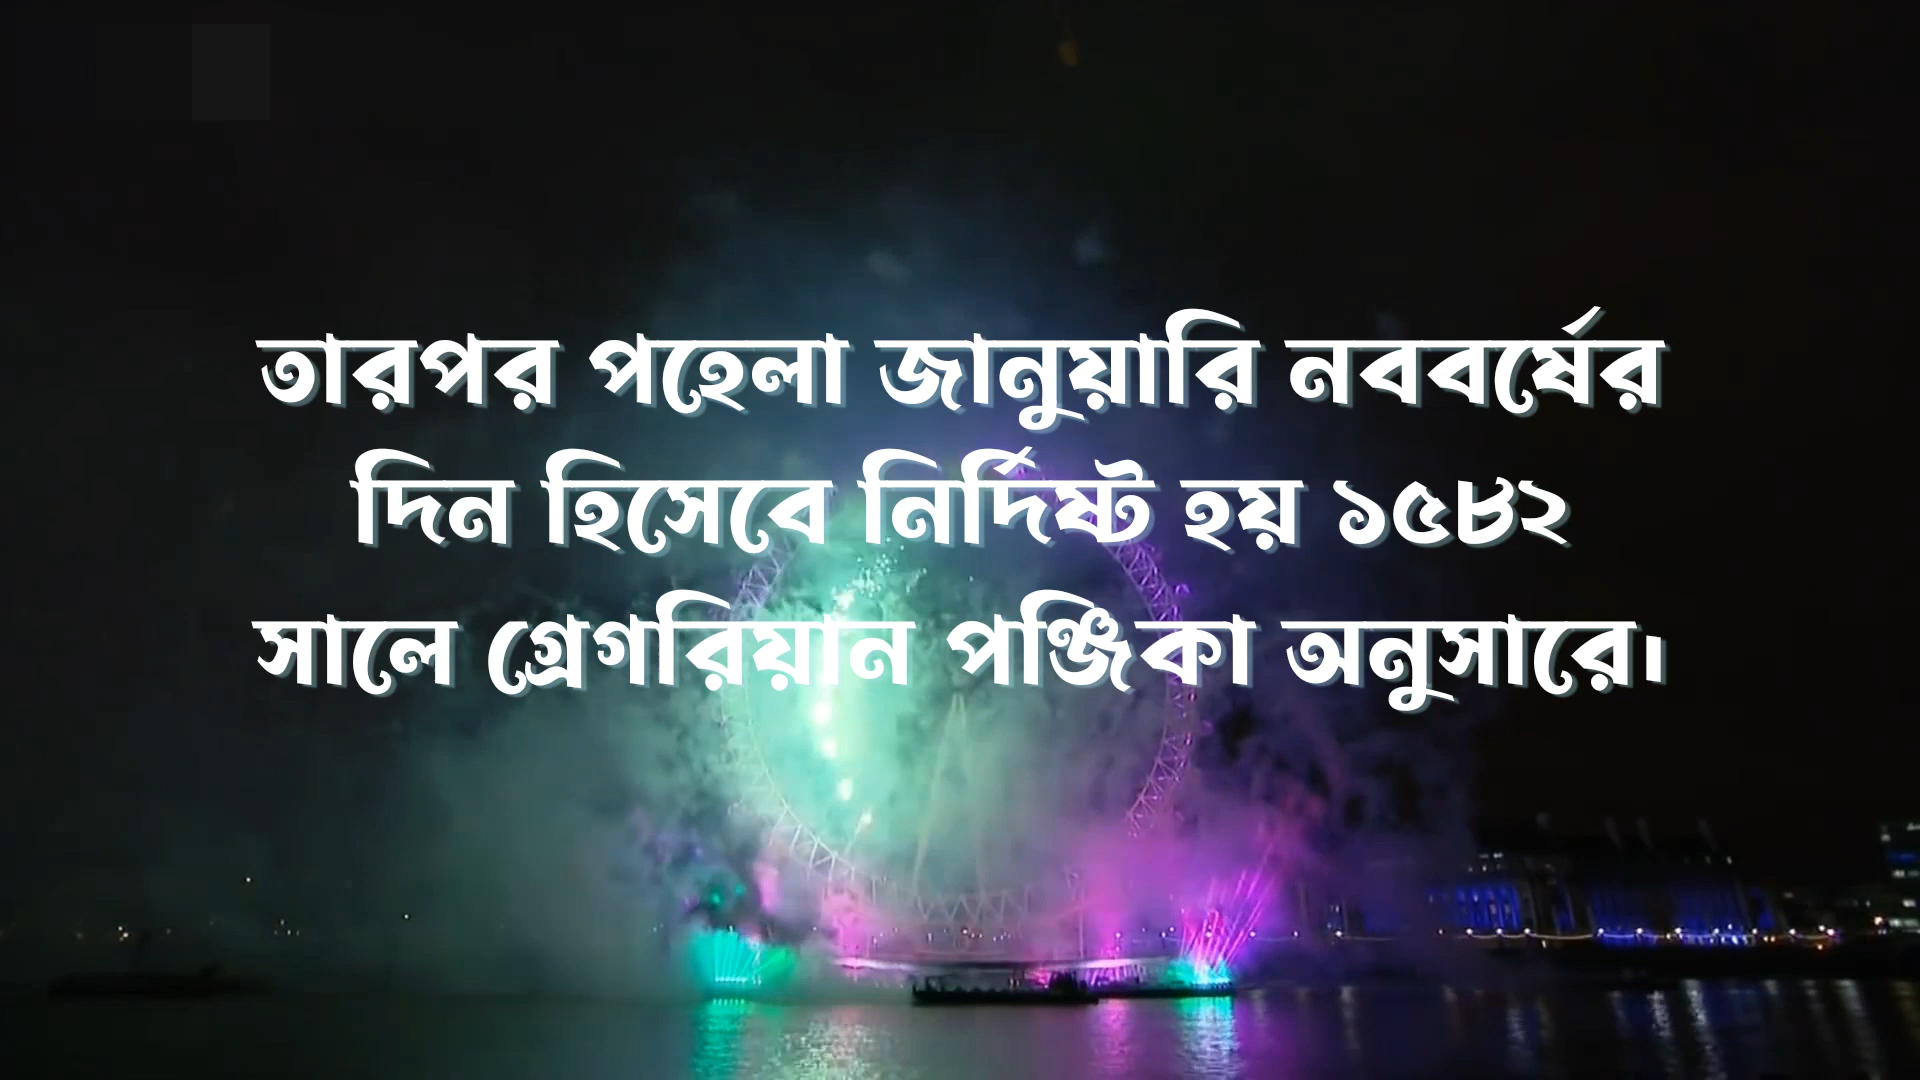 তারপর পহেলা জানুয়ারি নববর্ষের
দিন হিসেবে নির্দিষ্ট হয় ১৫৮২
সালে গ্রেগরিয়ান পঞ্জিকা অনুসারে।